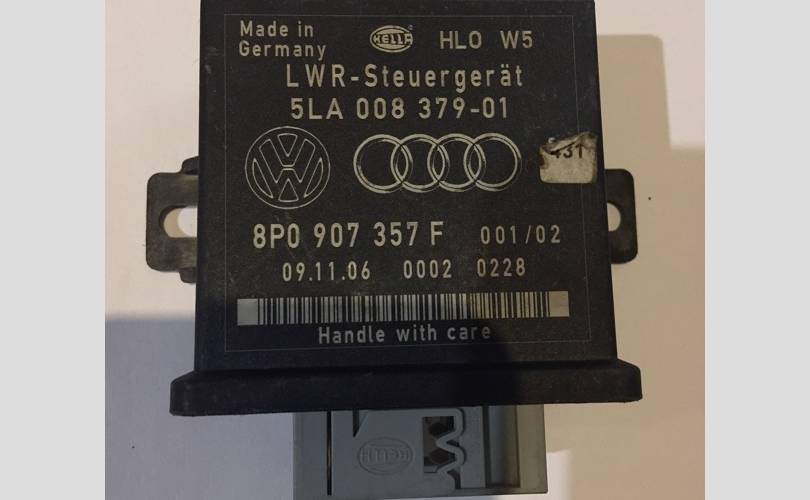 Made in
Germany
HELLA
HLO W5
LWR-Steuergerät
5LA 008 379-01
431
8P0 907 357 F 001/02
09.11.06 0002 0228
Handle with care
HELLA